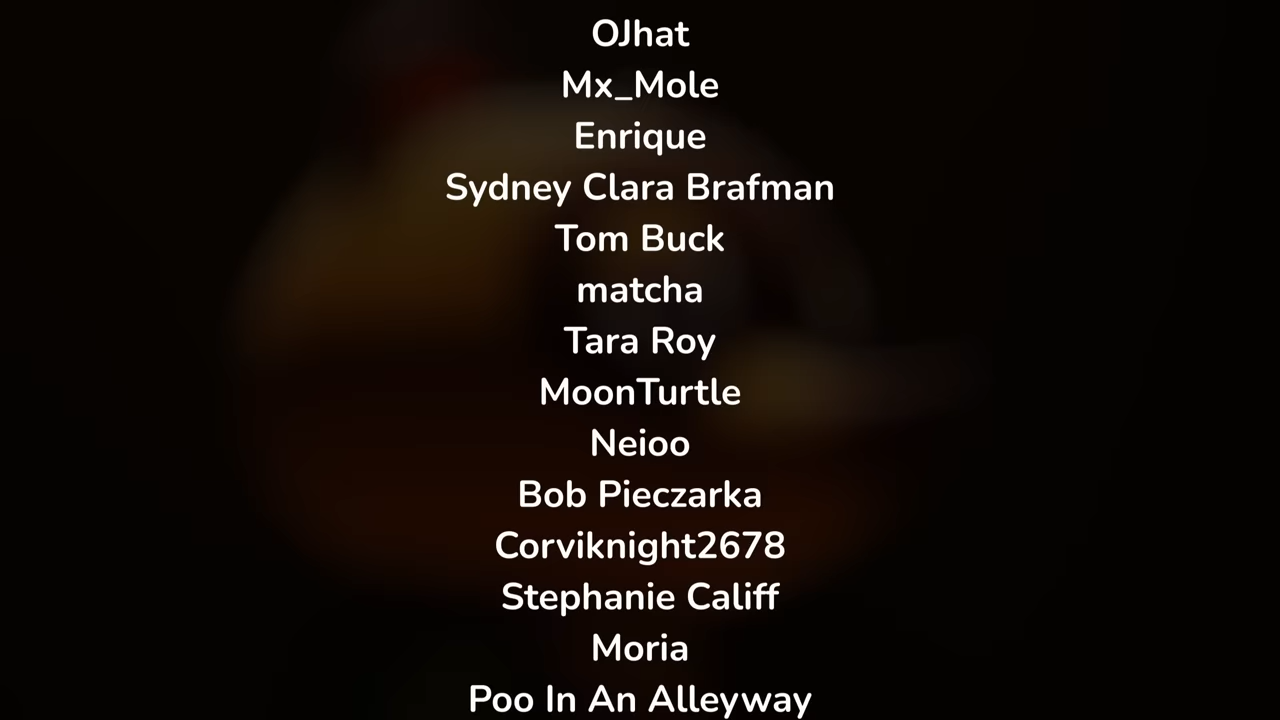 OJhat
Mx_Mole
Enrique
Sydney Clara Brafman
Tom Buck
matcha
Tara Roy
MoonTurtle
Neioo
Bob Pieczarka
Corviknight2678
Stephanie Califf
Moria
Poo In An Alleyway